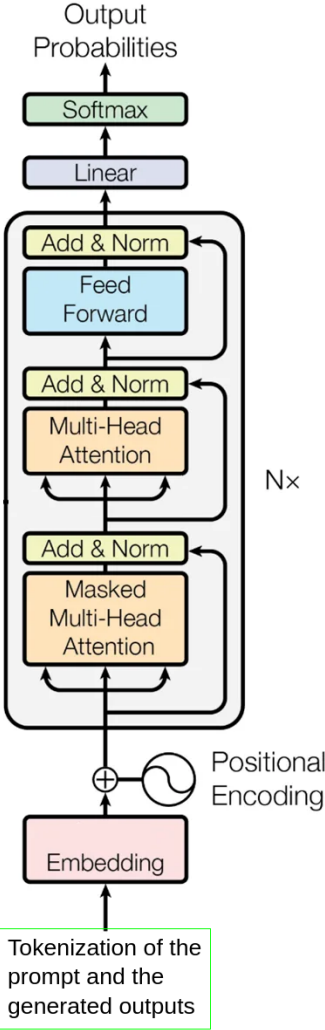 Output
Probabilities
Softmax
Linear
Add & Norm
Feed
Forward
Add & Norm
Multi-Head
Attention
N×
Add & Norm
Masked
Multi-Head
Attention
Positional
Encoding
Embedding
Tokenization of the
prompt and the
generated outputs